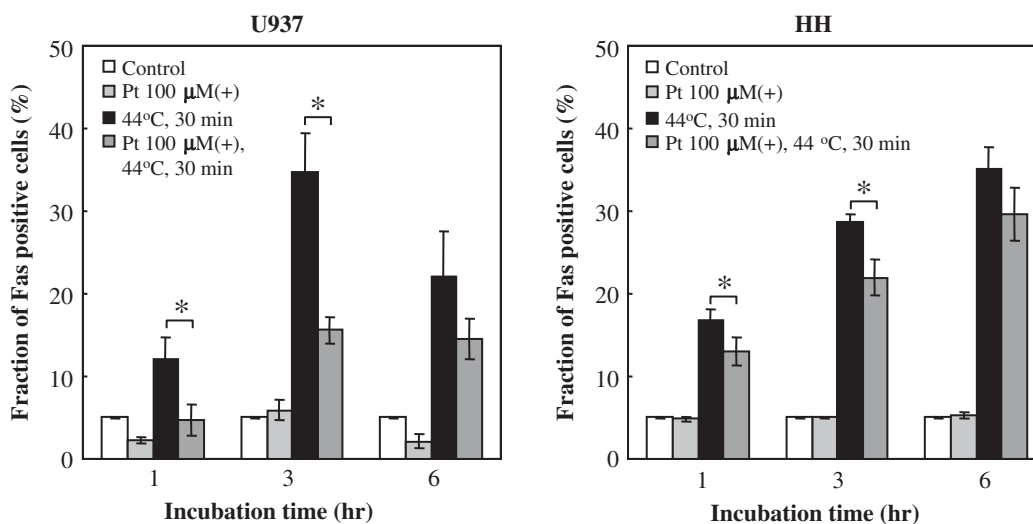 U937
Fraction of Fas positive cells (%)
50
40
30
20
10
0
Control
Pt 100 μM(+)
44°C, 30 min
Pt 100 μM(+),
44°C, 30 min
*
*
1
3
6
Incubation time (hr)
HH
Fraction of Fas positive cells (%)
50
40
30
20
10
0
Control
Pt 100 μM(+)
44°C, 30 min
Pt 100 μM(+), 44 °C, 30 min
*
*
1
3
6
Incubation time (hr)